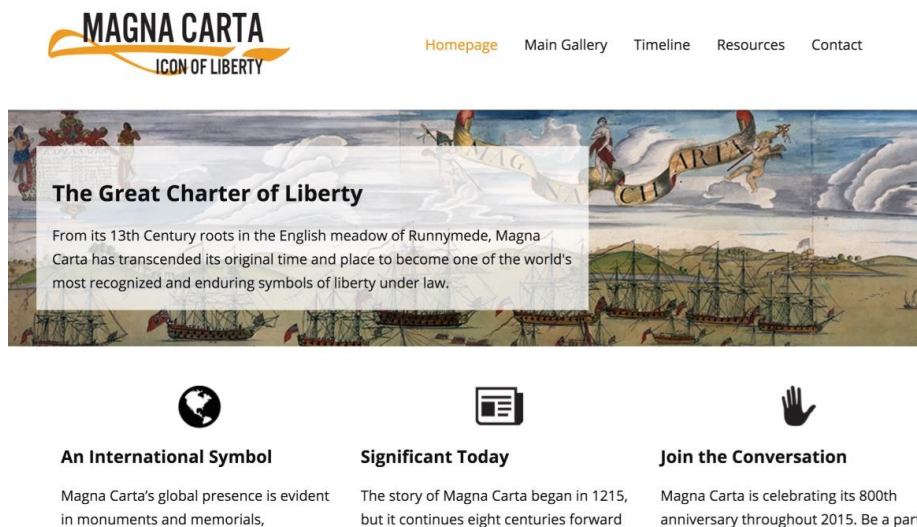 MAGNA CARTA
ICON OF LIBERTY
Homepage Main Gallery Timeline Resources Contact
MAGNA CHARTA
The Great Charter of Liberty
From its 13th Century roots in the English meadow of Runnymede, Magna
Carta has transcended its original time and place to become one of the world's
most recognized and enduring symbols of liberty under law.
An International Symbol
Magna Carta’s global presence is evident
in monuments and memorials,
Significant Today
The story of Magna Carta began in 1215,
but it continues eight centuries forward
Join the Conversation
Magna Carta is celebrating its 800th
anniversary throughout 2015. Be a part